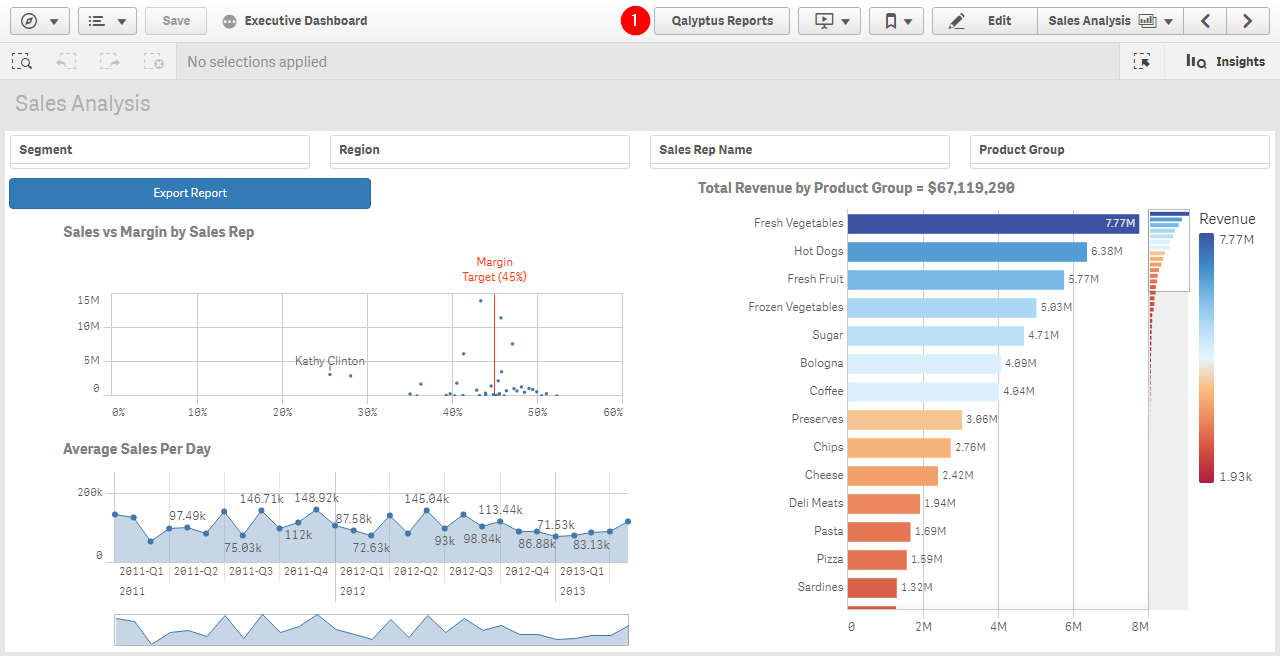 Save
Executive Dashboard
1
Qalyptus Reports
Edit
Sales Analysis
No selections applied
Insights
Sales Analysis
Segment
Region
Sales Rep Name
Product Group
Export Report
Sales vs Margin by Sales Rep
Margin
Target (45%)
15M
10M
5M
0
Kathy Clinton
0%
10%
20%
30%
40%
50%
60%
Average Sales Per Day
200k
0
97.49k
146.71k
75.03k
148.92k
112k
87.58k
72.63k
145.04k
93k
113.44k
98.84k
71.53k
86.88k
83.13k
2011-Q1
2011-Q2
2011-Q3
2011-Q4
2012-Q1
2012-Q2
2012-Q3
2012-Q4
2013-Q1
2011
2012
2013
Total Revenue by Product Group = $67,119,290
Fresh Vegetables 7.77M
Hot Dogs 6.38M
Fresh Fruit 5.77M
Frozen Vegetables 5.03M
Sugar 4.71M
Bologna 4.09M
Coffee 4.04M
Preserves 3.06M
Chips 2.76M
Cheese 2.42M
Deli Meats 1.94M
Pasta 1.69M
Pizza 1.59M
Sardines 1.32M
0
2M
4M
6M
8M
Revenue
7.77M
1.93k